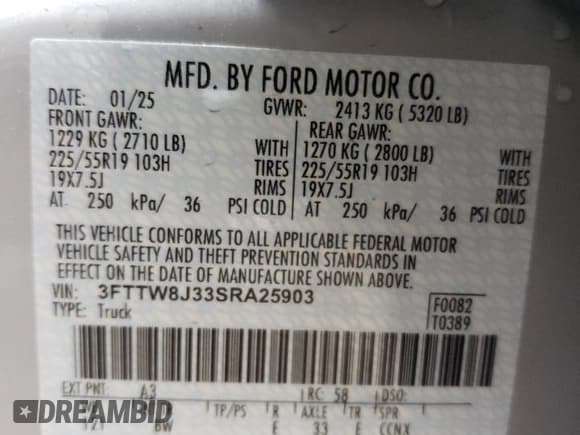 MFD. BY FORD MOTOR CO.
DATE: 01/25
GVWR: 2413 KG ( 5320 LB)
FRONT GAWR:
1229 KG ( 2710 LB) WITH
225/55R19 103H TIRES
19X7.5J RIMS
AT 250 kPa/ 36 PSI COLD
REAR GAWR:
1270 KG ( 2800 LB) WITH
225/55R19 103H TIRES
19X7.5J RIMS
AT 250 kPa/ 36 PSI COLD
THIS VEHICLE CONFORMS TO ALL APPLICABLE FEDERAL MOTOR
VEHICLE SAFETY AND THEFT PREVENTION STANDARDS IN
EFFECT ON THE DATE OF MANUFACTURE SHOWN ABOVE.
VIN: 3FTTW8J33SRA25903
TYPE: Truck
F0082
T0389
EXT PNT: A3 RC: 58 DSO:
TP/PS R AXLE TR SPR
BW E 33 E CCNX
DREAMBID